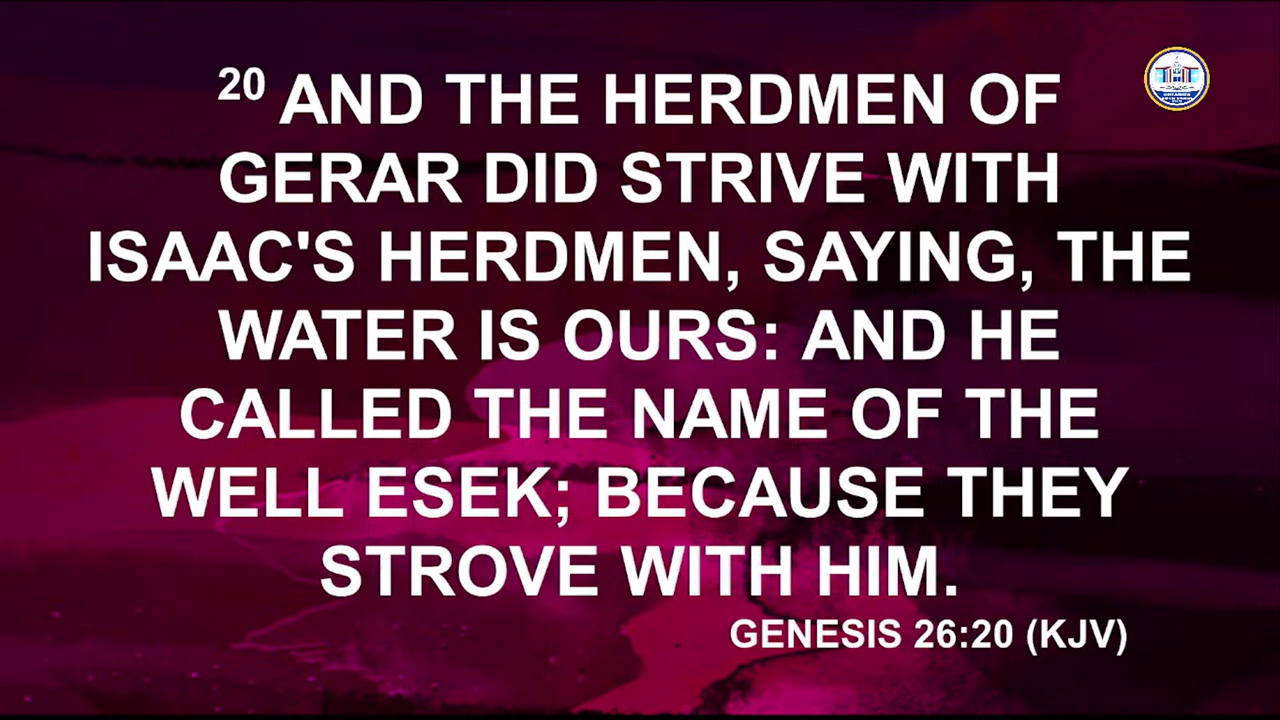 20 AND THE HERDMEN OF
GERAR DID STRIVE WITH
ISAAC'S HERDMEN, SAYING, THE
WATER IS OURS: AND HE
CALLED THE NAME OF THE
WELL ESEK; BECAUSE THEY
STROVE WITH HIM.
GENESIS 26:20 (KJV)